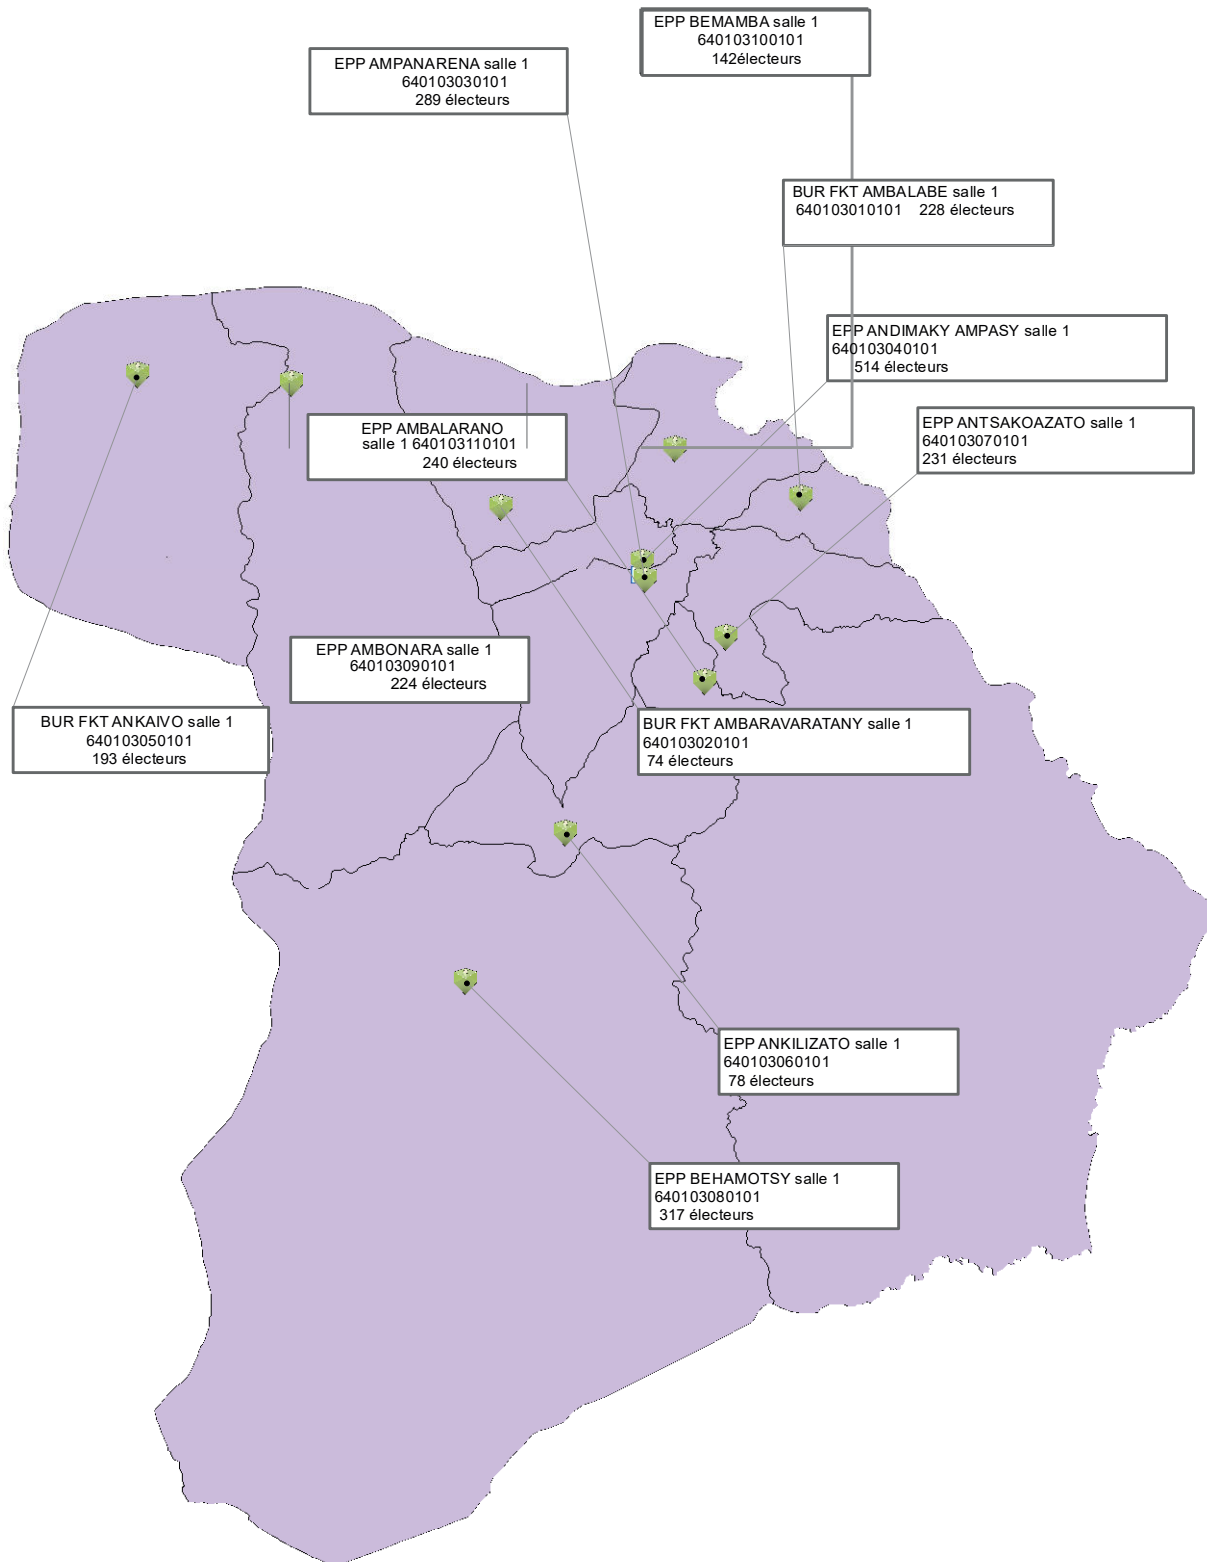 EPP BEMAMBA salle 1
640103100101
142électeurs
EPP AMPANARENA salle 1
640103030101
289 électeurs
BUR FKT AMBALABE salle 1
640103010101 228 électeurs
EPP ANDIMAKY AMPASY salle 1
640103040101
514 électeurs
EPP ANTSAKOAZATO salle 1
640103070101
231 électeurs
EPP AMBALARANO
salle 1 640103110101
240 électeurs
EPP AMBONARA salle 1
640103090101
224 électeurs
BUR FKT ANKAIVO salle 1
640103050101
193 électeurs
BUR FKT AMBARAVARATANY salle 1
640103020101
74 électeurs
EPP ANKILIZATO salle 1
640103060101
78 électeurs
EPP BEHAMOTSY salle 1
640103080101
317 électeurs